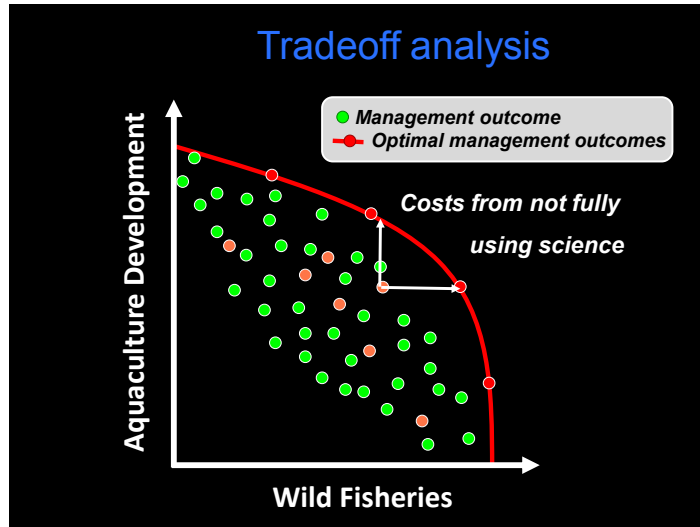 Tradeoff analysis
Management outcome
Optimal management outcomes
Costs from not fully
using science
Aquaculture Development
Wild Fisheries